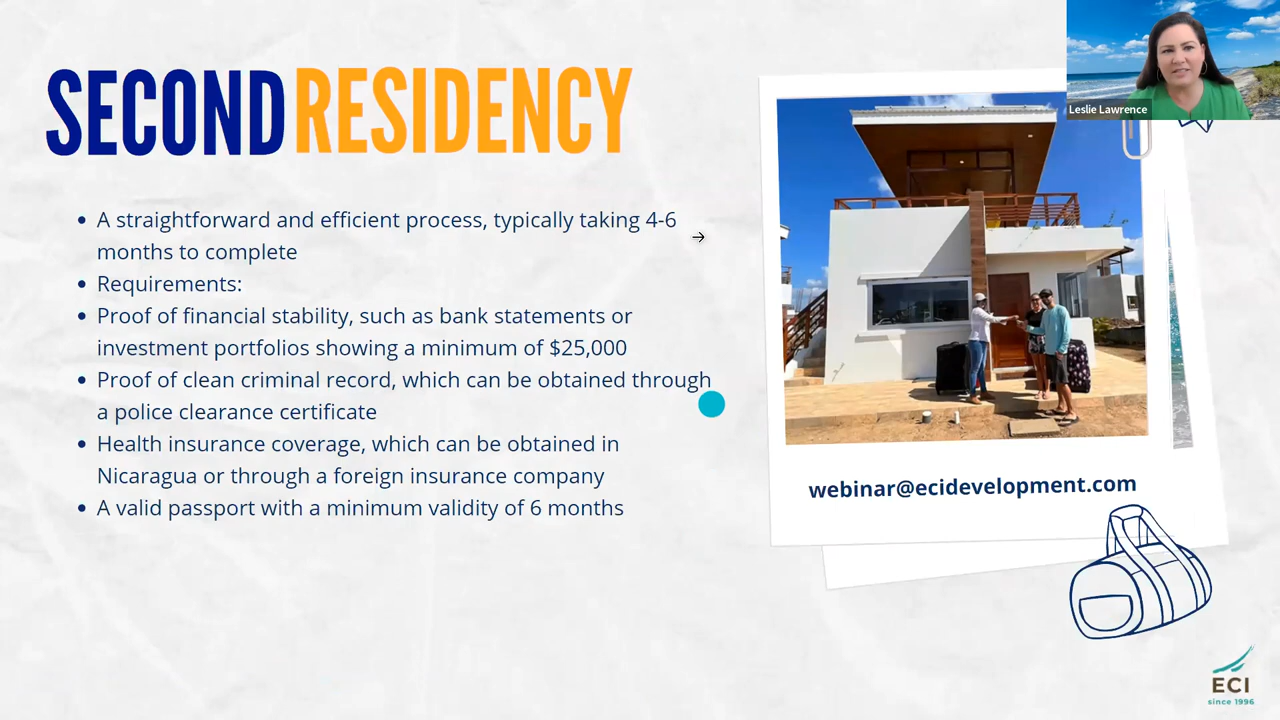 SECOND RESIDENCY
Leslie Lawrence
A straightforward and efficient process, typically taking 4-6
months to complete
Requirements:
Proof of financial stability, such as bank statements or
investment portfolios showing a minimum of $25,000
Proof of clean criminal record, which can be obtained through
a police clearance certificate
Health insurance coverage, which can be obtained in
Nicaragua or through a foreign insurance company
A valid passport with a minimum validity of 6 months
webinar@ecidevelopment.com
ECI
since 1996